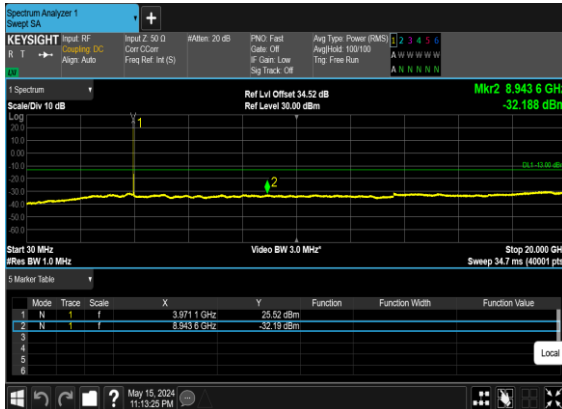 Spectrum Analyzer 1
Swept SA
+
KEYSIGHT Input: RF Input Z: 50 Ω #Atten: 20 dB PNO: Fast Avg Type: Power (RMS) 1 2 3 4 5 6
R T Coupling: DC Corr CCorr Gate: Off Avg|Hold: 100/100 A W W W W W
Align: Auto Freq Ref: Int (S) IF Gain: Low Trig: Free Run
LXI Sig Track: Off A N N N N N
1 Spectrum Ref Lvl Offset 34.52 dB Mkr2 8.943 6 GHz
Scale/Div 10 dB Ref Level 30.00 dBm -32.188 dBm
Log
20.0
10.0
0.00
-10.0
-20.0
-30.0
-40.0
-50.0
-60.0
1
DL1 -13.00 dBm
2
Start 30 MHz Video BW 3.0 MHz* Stop 20.000 GHz
#Res BW 1.0 MHz Sweep 34.7 ms (40001 pts)
5 Marker Table
Mode Trace Scale X Y Function Function Width Function Value
1 N 1 f 3.971 1 GHz 25.52 dBm
2 N 1 f 8.943 6 GHz -32.19 dBm
3
4
5
6
Local
? May 15, 2024
11:13:25 PM